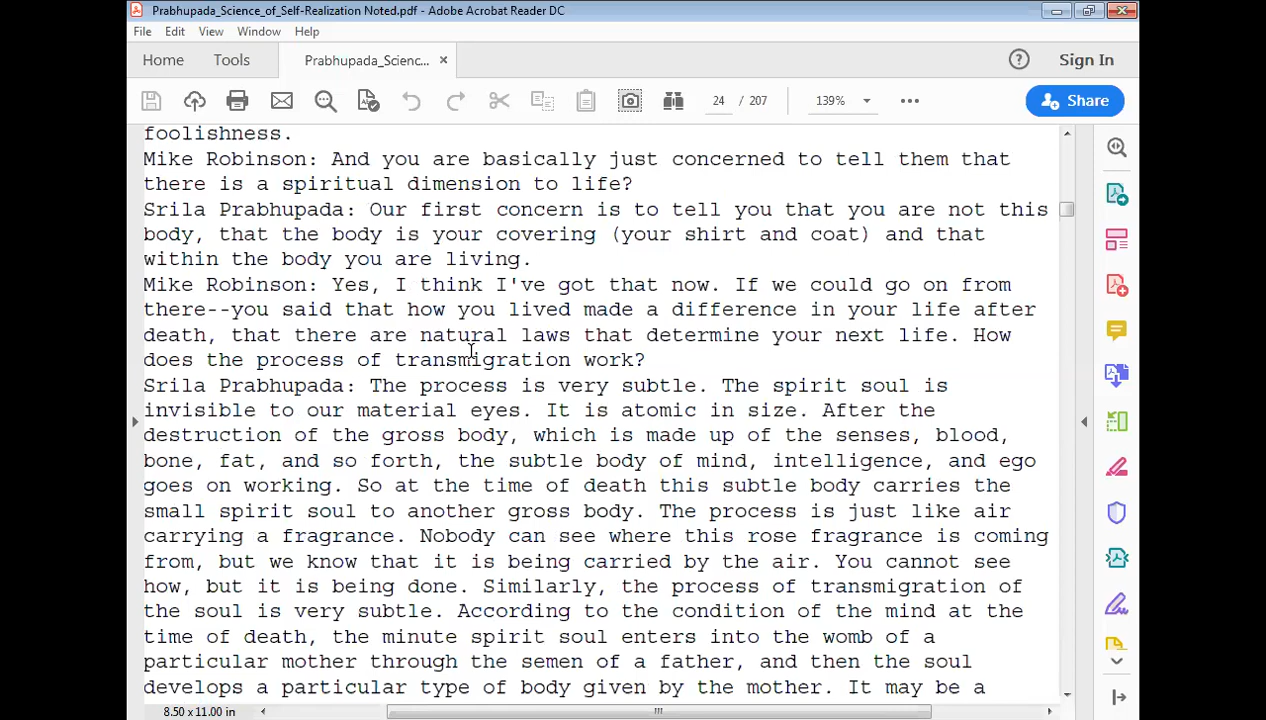 Prabhupada_Science_of_Self-Realization Noted.pdf - Adobe Acrobat Reader DC
File Edit View Window Help
Home Tools Prabhupada_Scienc... × Sign In
24 / 207 139% Share
foolishness.
Mike Robinson: And you are basically just concerned to tell them that
there is a spiritual dimension to life?
Srila Prabhupada: Our first concern is to tell you that you are not this
body, that the body is your covering (your shirt and coat) and that
within the body you are living.
Mike Robinson: Yes, I think I've got that now. If we could go on from
there--you said that how you lived made a difference in your life after
death, that there are natural laws that determine your next life. How
does the process of transmigration work?
Srila Prabhupada: The process is very subtle. The spirit soul is
invisible to our material eyes. It is atomic in size. After the
destruction of the gross body, which is made up of the senses, blood,
bone, fat, and so forth, the subtle body of mind, intelligence, and ego
goes on working. So at the time of death this subtle body carries the
small spirit soul to another gross body. The process is just like air
carrying a fragrance. Nobody can see where this rose fragrance is coming
from, but we know that it is being carried by the air. You cannot see
how, but it is being done. Similarly, the process of transmigration of
the soul is very subtle. According to the condition of the mind at the
time of death, the minute spirit soul enters into the womb of a
particular mother through the semen of a father, and then the soul
develops a particular type of body given by the mother. It may be a
8.50 x 11.00 in